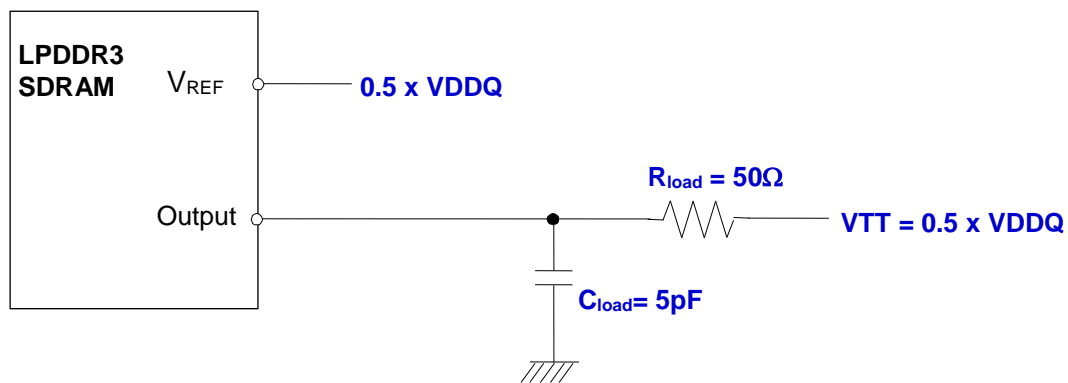 LPDDR3
SDRAM
VREF
0.5 x VDDQ
Rload = 50Ω
Output
VTT = 0.5 x VDDQ
Cload= 5pF